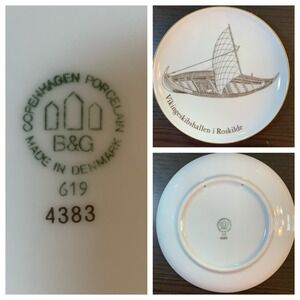 COPENHAGEN PORCELAIN
B&G
MADE IN DENMARK
619
4383
Vikingeskibshallen i Roskilde